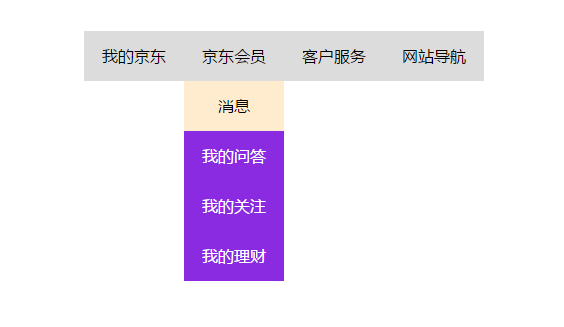 我的京东 京东会员 客户服务 网站导航
消息
我的问答
我的关注
我的理财